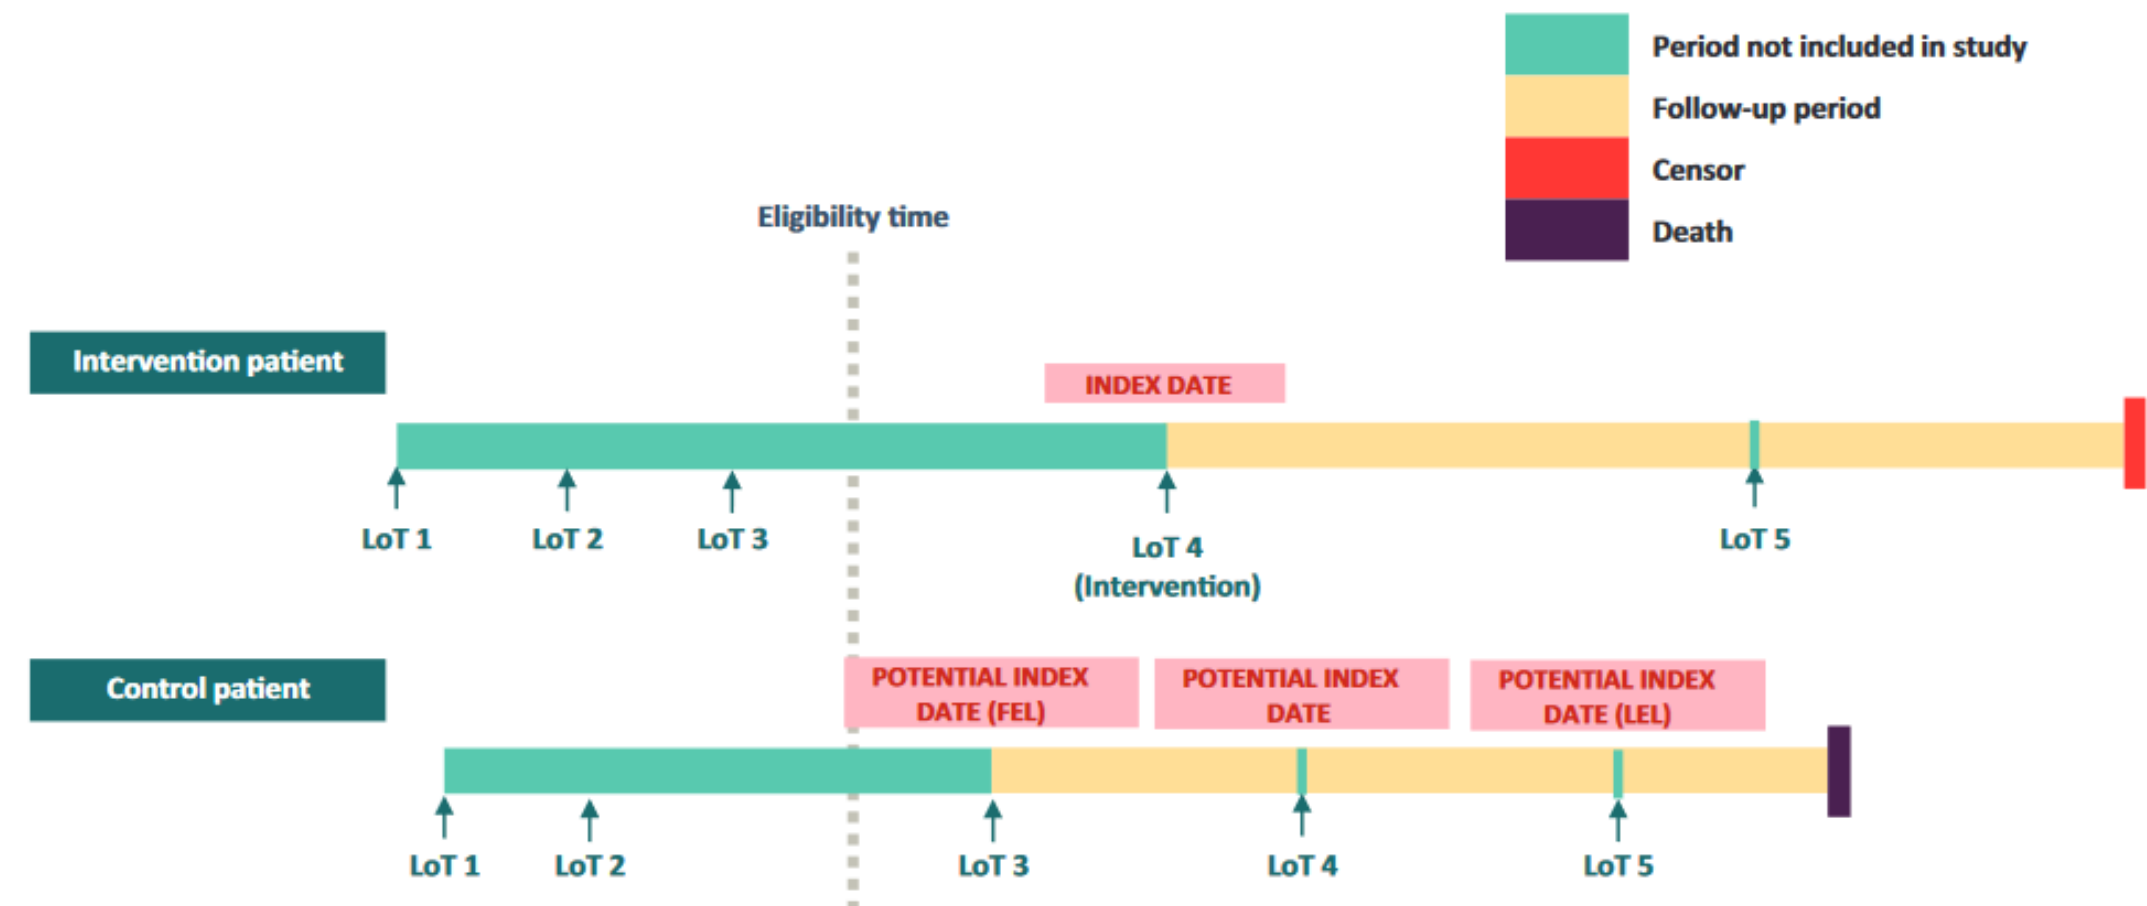 Period not included in study
Follow-up period
Censor
Death
Eligibility time
Intervention patient
INDEX DATE
LoT 1
LoT 2
LoT 3
LoT 4
(Intervention)
LoT 5
Control patient
POTENTIAL INDEX
DATE (FEL)
POTENTIAL INDEX
DATE
POTENTIAL INDEX
DATE (LEL)
LoT 1
LoT 2
LoT 3
LoT 4
LoT 5